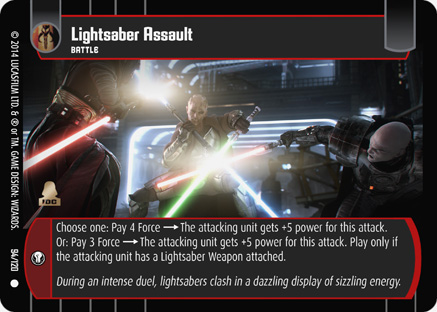 Lightsaber Assault
BATTLE
Choose one: Pay 4 Force → The attacking unit gets +5 power for this attack.
Or: Pay 3 Force → The attacking unit gets +5 power for this attack. Play only if
the attacking unit has a Lightsaber Weapon attached.
During an intense duel, lightsabers clash in a dazzling display of sizzling energy.
© 2014 LUCASFILM LTD. & ® or TM. GAME DESIGN: WIZARDS.
94/120